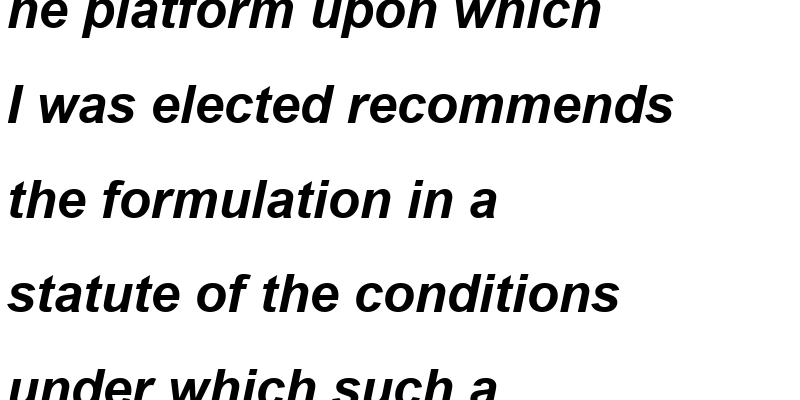 he platform upon which
I was elected recommends
the formulation in a
statute of the conditions
under which such a